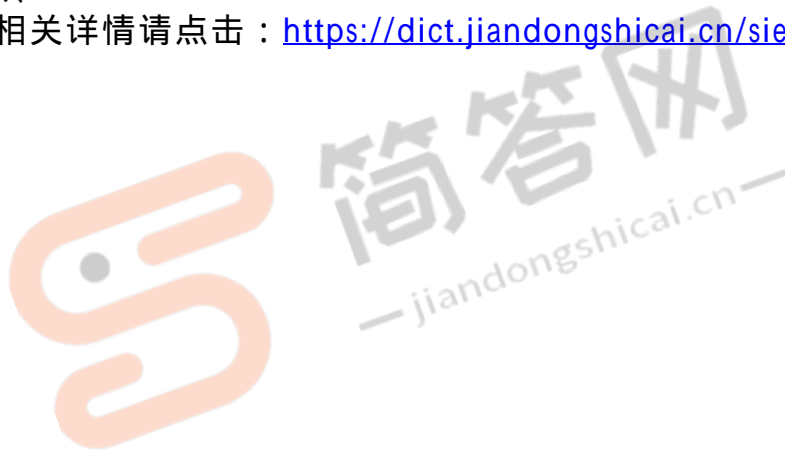 相关详情请点击：https://dict.jiandongshicai.cn/sie
简答网
jiandongshicai.cn